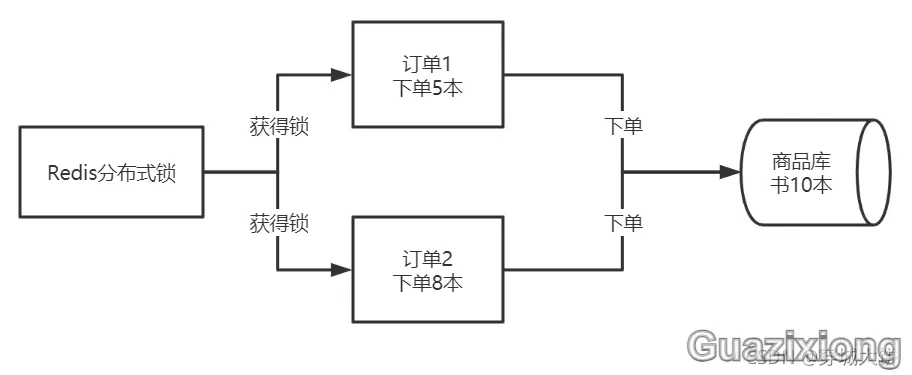 订单1
下单5本
获得锁
下单
Redis分布式锁
商品库
书10本
获得锁
下单
订单2
下单8本
Guazixiong